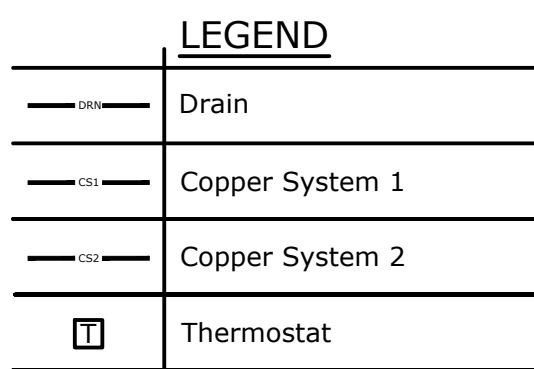 LEGEND
DRN Drain
CS1 Copper System 1
CS2 Copper System 2
T Thermostat